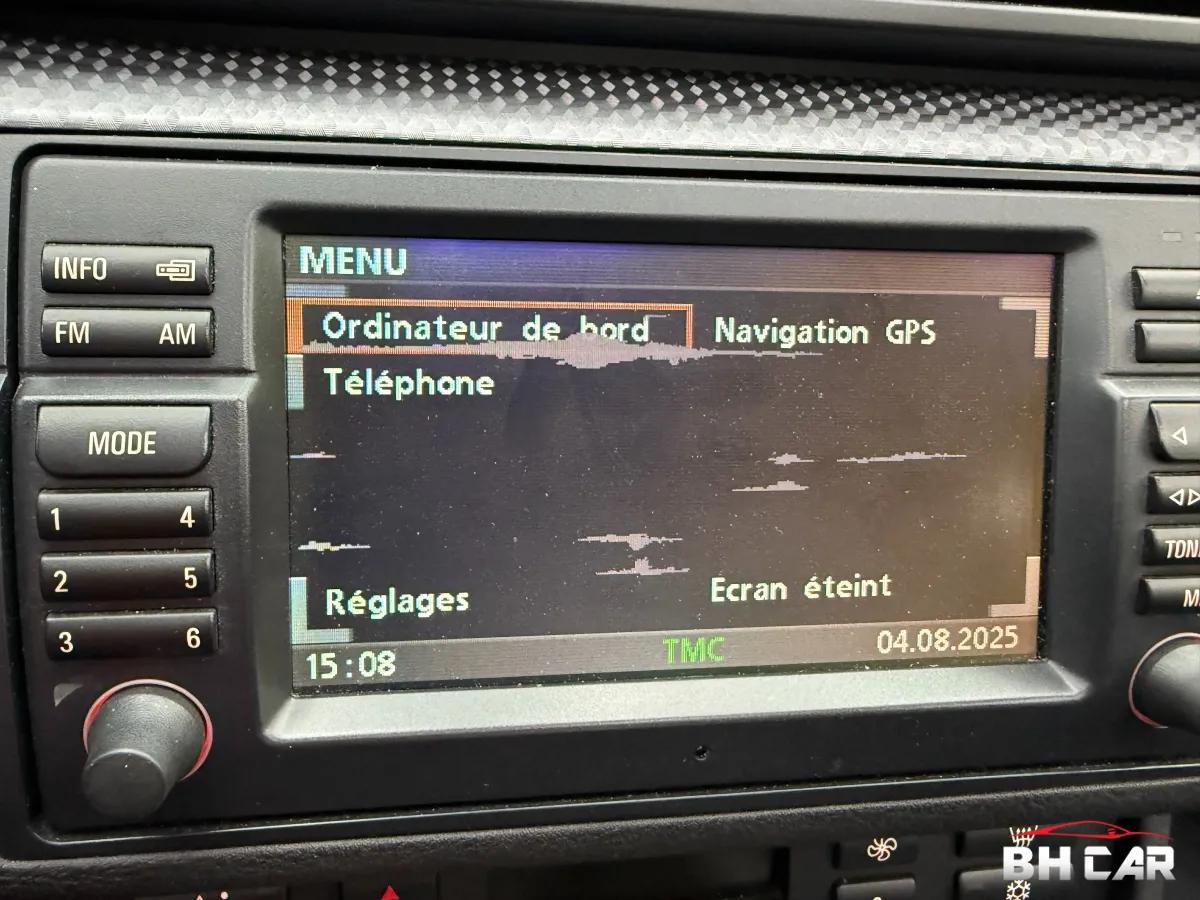 MENU
INFO
Ordinateur de bord
Navigation GPS
FM AM
Téléphone
MODE
1 4
2 5
3 6
Réglages
Ecran éteint
15:08
TMC
04.08.2025
BH CAR